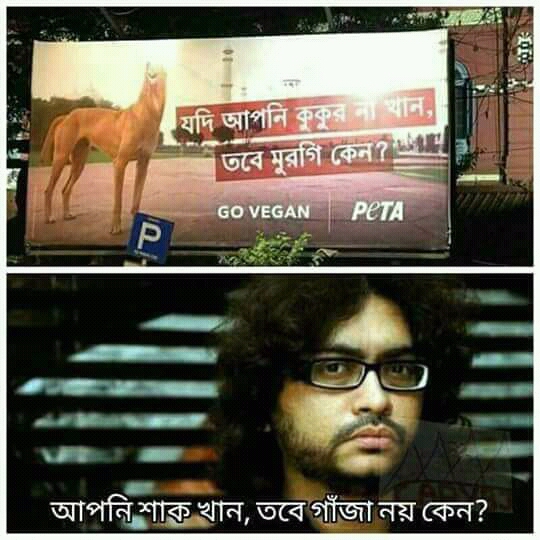 যদি আপনি কুকুর না খান,
তবে মুরগি কেন?
GO VEGAN
PeTA
P
আপনি শাক খান, তবে গাঁজা নয় কেন?